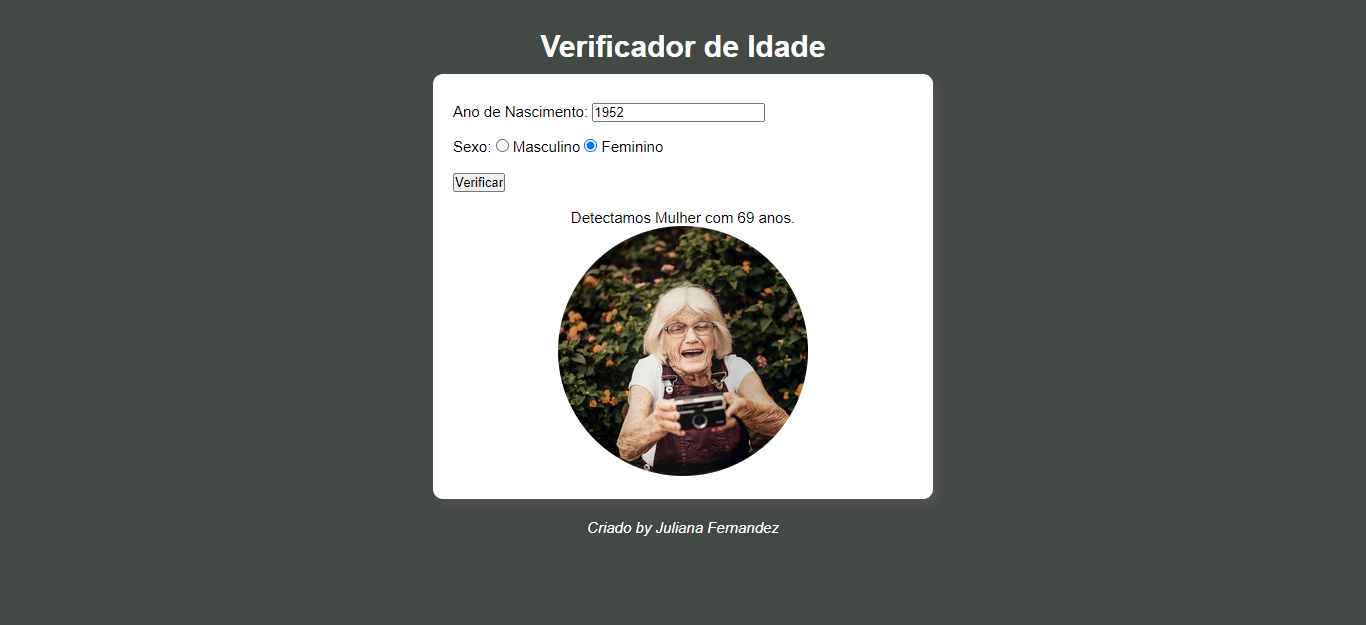 Verificador de Idade
Ano de Nascimento: 1952
Sexo: Masculino Feminino
Verificar
Detectamos Mulher com 69 anos.
Criado by Juliana Fernandez